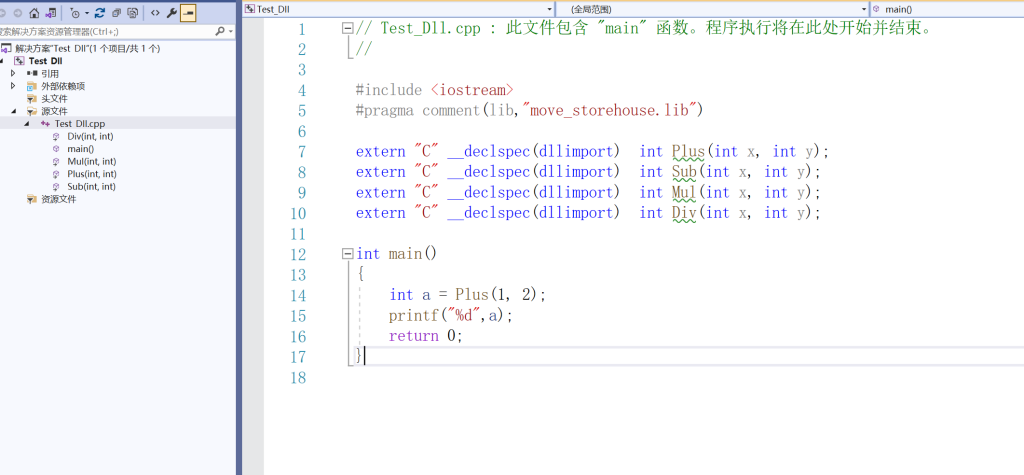 搜索解决方案资源管理器(Ctrl+;)
解决方案"Test Dll"(1 个项目/共 1 个)
Test Dll
引用
外部依赖项
头文件
源文件
Test Dll.cpp
Div(int, int)
main()
Mul(int, int)
Plus(int, int)
Sub(int, int)
资源文件
Test_Dll (全局范围) main()
1 // Test_Dll.cpp : 此文件包含 "main" 函数。程序执行将在此处开始并结束。
2 //
3
4 #include <iostream>
5 #pragma comment(lib,"move_storehouse.lib")
6
7 extern "C" __declspec(dllimport) int Plus(int x, int y);
8 extern "C" __declspec(dllimport) int Sub(int x, int y);
9 extern "C" __declspec(dllimport) int Mul(int x, int y);
10 extern "C" __declspec(dllimport) int Div(int x, int y);
11
12 int main()
13 {
14 int a = Plus(1, 2);
15 printf("%d",a);
16 return 0;
17 }
18